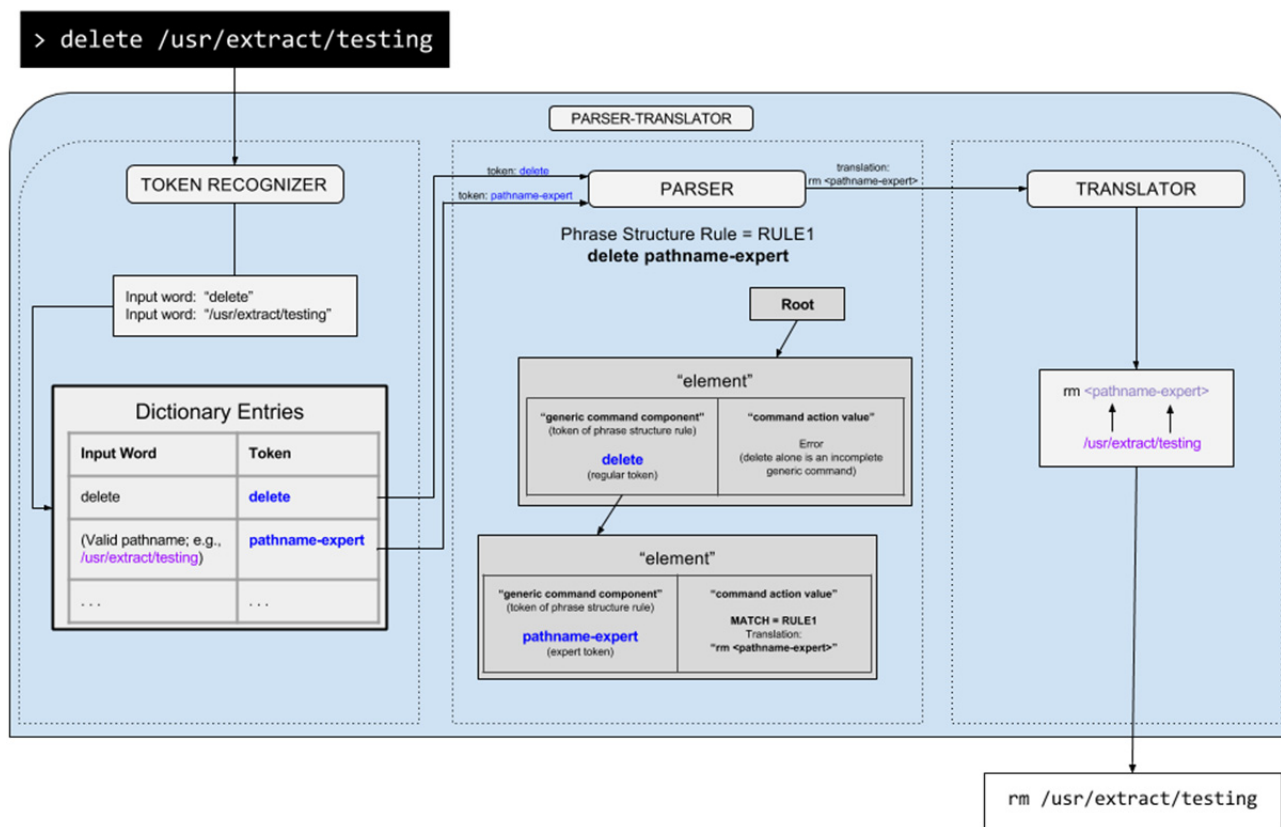 > delete /usr/extract/testing
PARSER-TRANSLATOR
TOKEN RECOGNIZER
Input word: “delete”
Input word: “/usr/extract/testing”
Dictionary Entries
Input Word Token
delete delete
(Valid pathname; e.g., pathname-expert
/usr/extract/testing)
. . . . . .
token: delete
token: pathname-expert
PARSER
Phrase Structure Rule = RULE1
delete pathname-expert
Root
“element”
“generic command component” “command action value”
(token of phrase structure rule)
Error
delete (delete alone is an incomplete
(regular token) generic command)
“element”
“generic command component” “command action value”
(token of phrase structure rule)
MATCH = RULE1
pathname-expert Translation:
(expert token) “rm <pathname-expert>”
translation:
rm <pathname-expert>
TRANSLATOR
rm <pathname-expert>
/usr/extract/testing
rm /usr/extract/testing